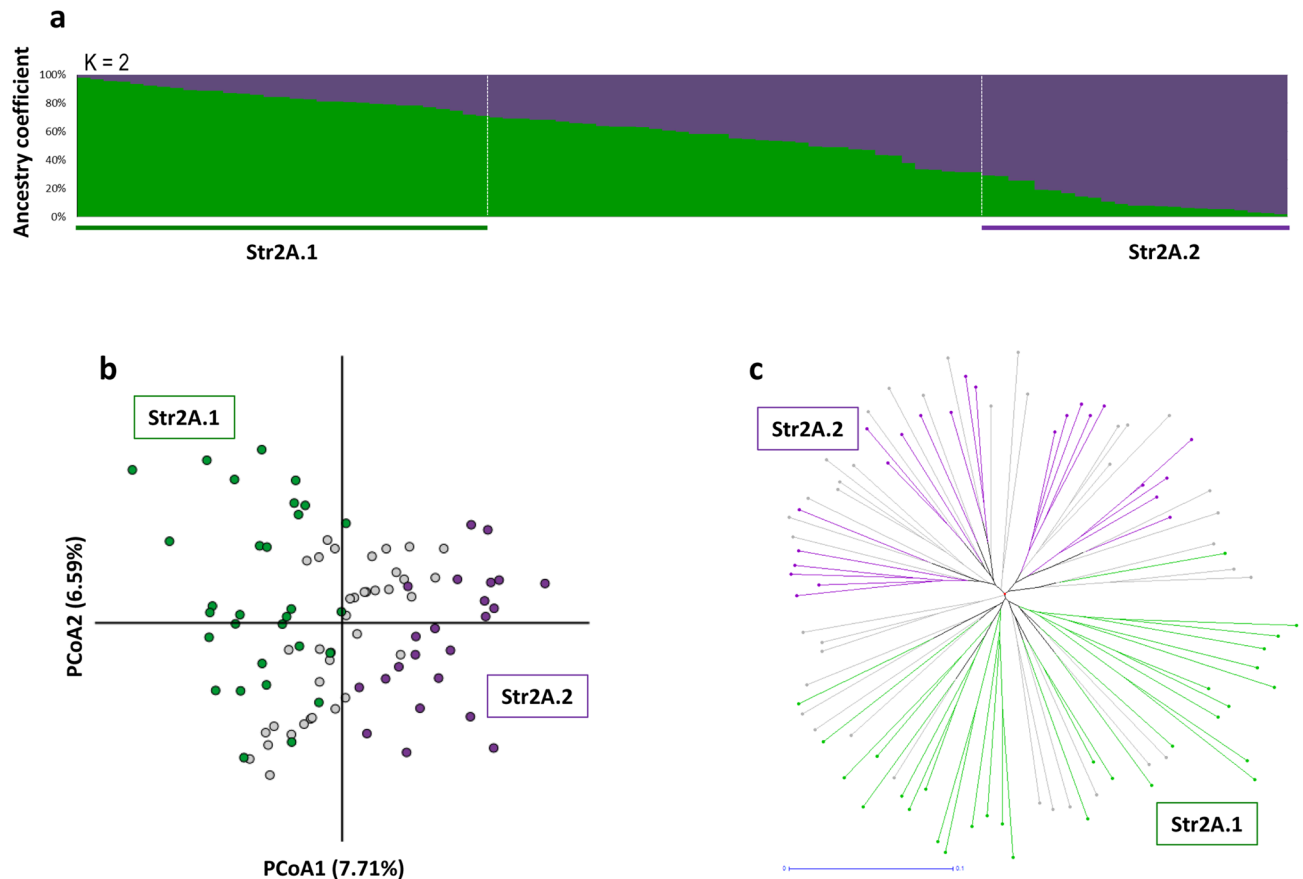 a
K = 2
Ancestry coefficient
100%
80%
60%
40%
20%
0%
Str2A.1
Str2A.2
b
Str2A.1
PCoA2 (6.59%)
Str2A.2
PCoA1 (7.71%)
c
Str2A.2
Str2A.1
0
0.1